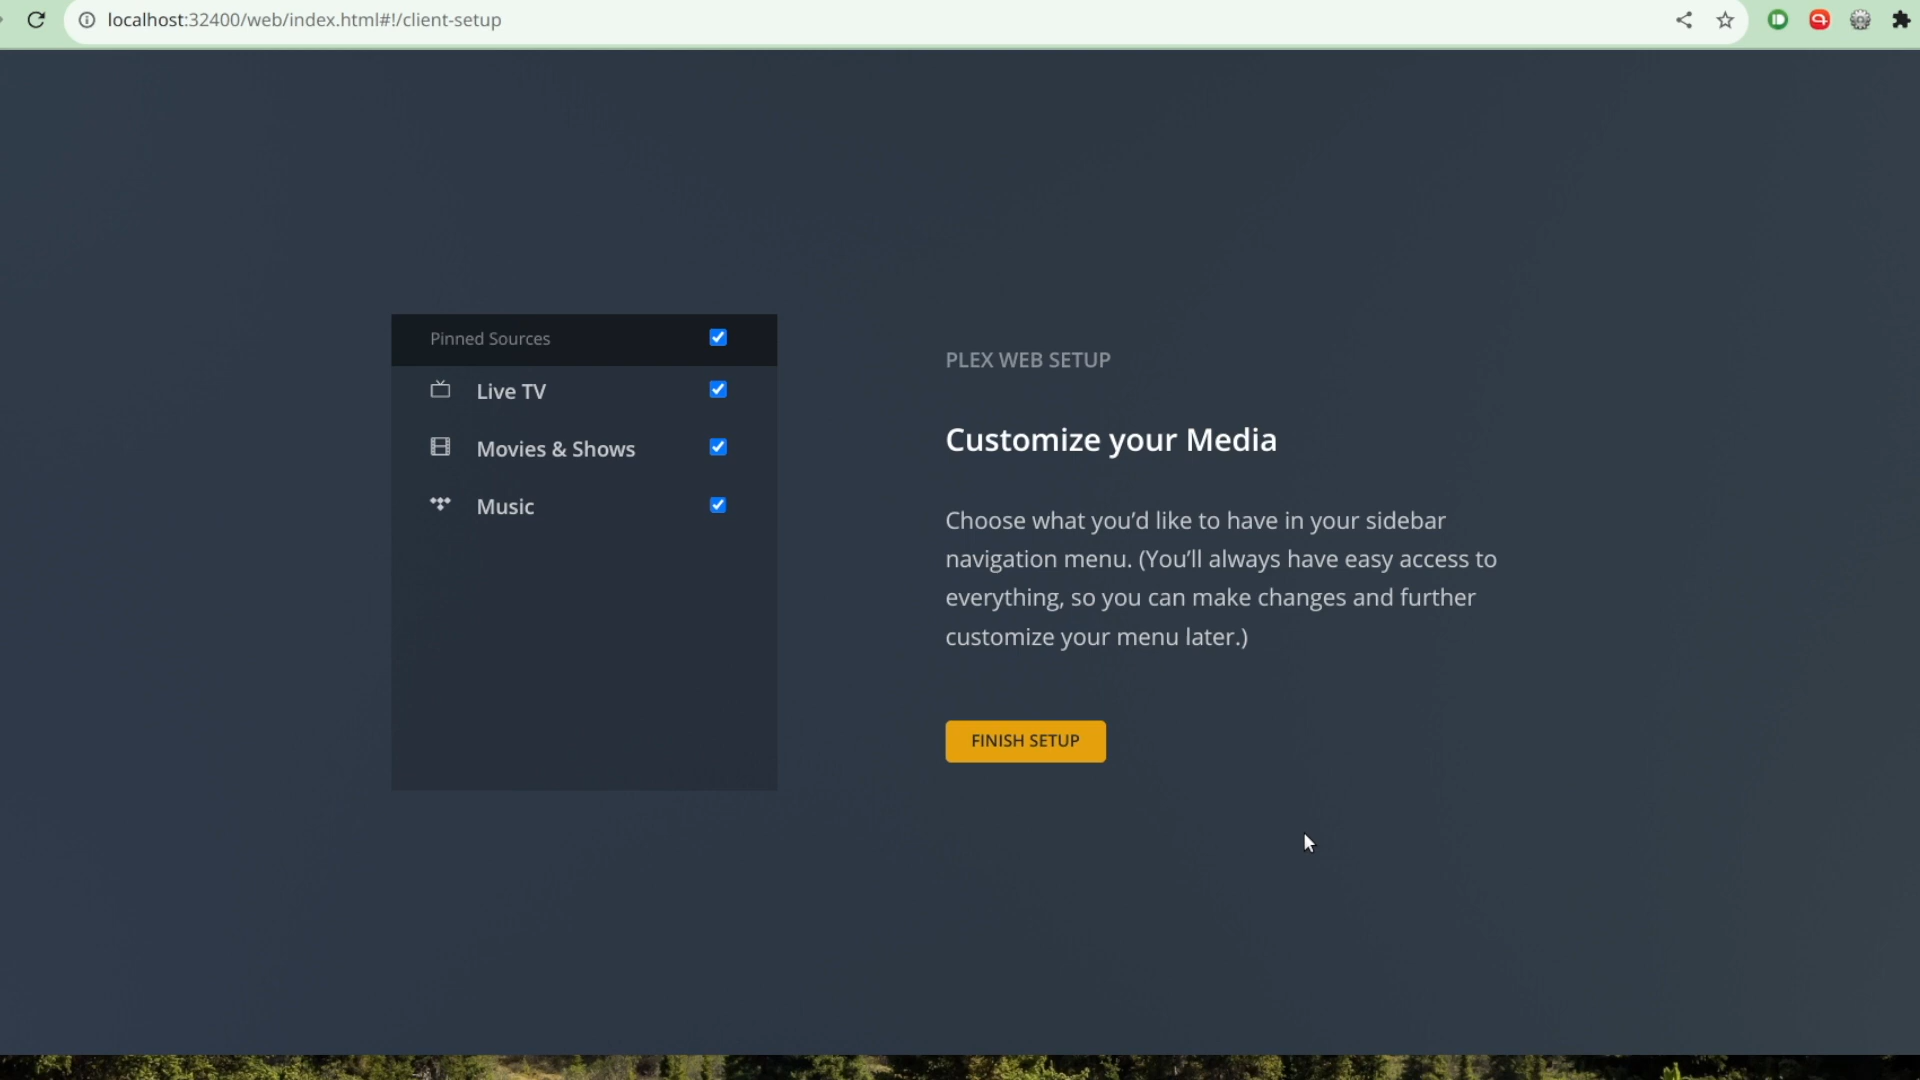 localhost:32400/web/index.html#!/client-setup
Pinned Sources
Live TV
Movies & Shows
Music
PLEX WEB SETUP
Customize your Media
Choose what you’d like to have in your sidebar
navigation menu. (You’ll always have easy access to
everything, so you can make changes and further
customize your menu later.)
FINISH SETUP